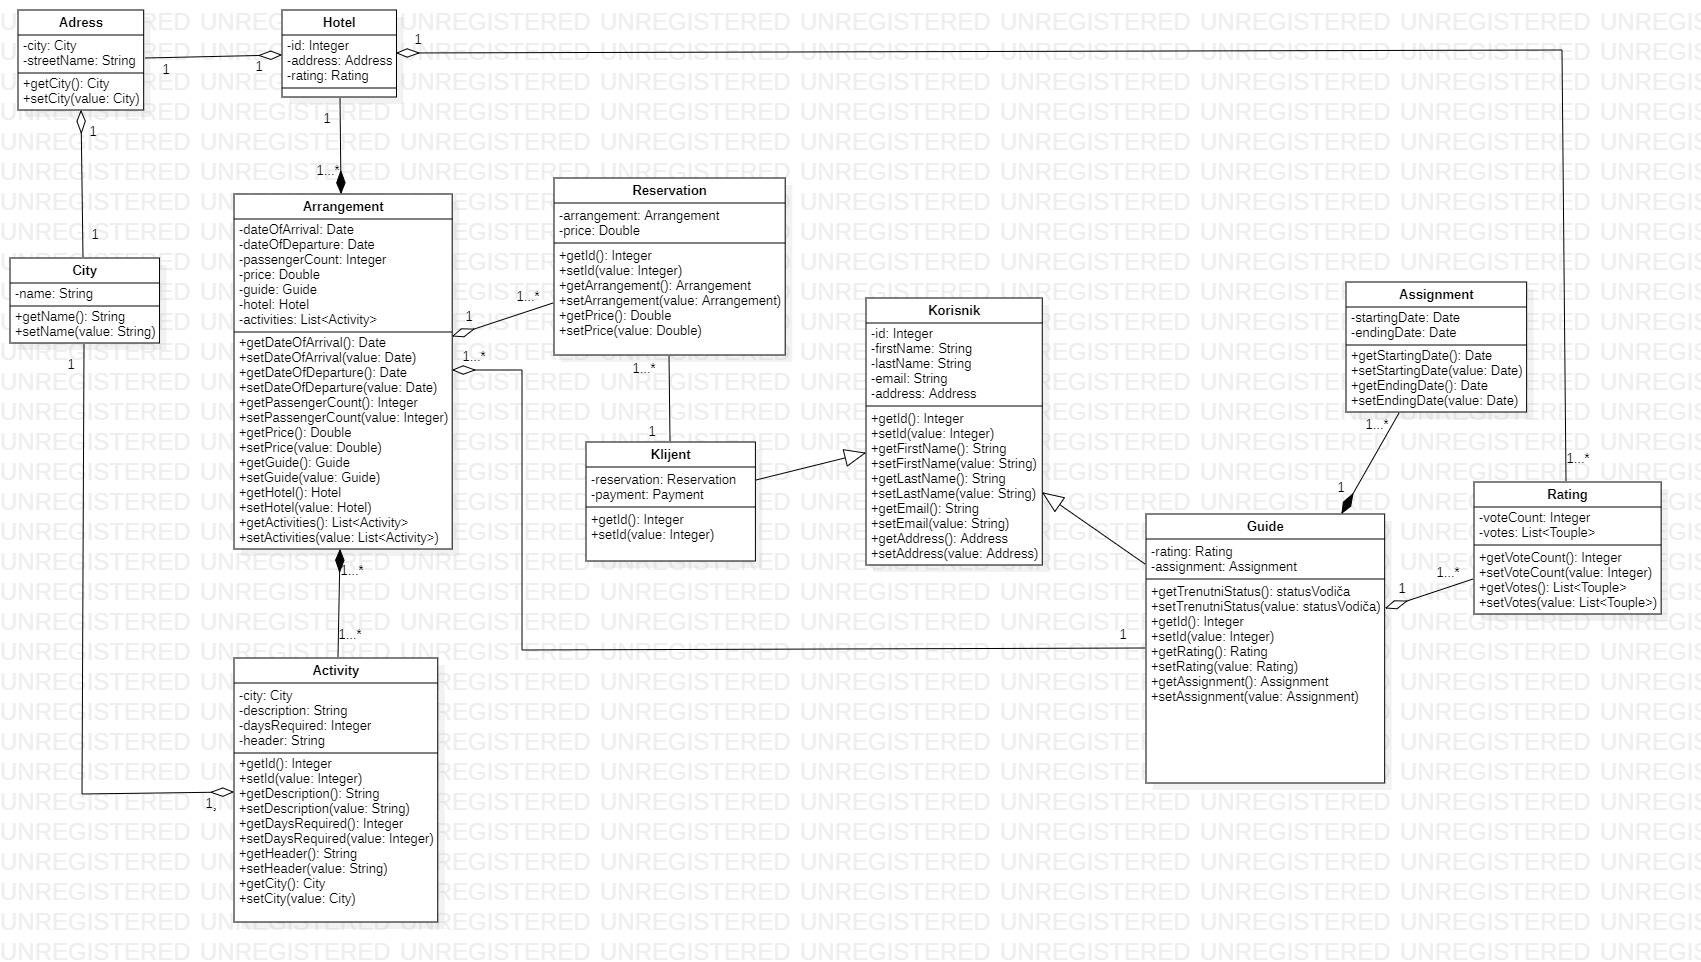 Adress
-city: City
-streetName: String
+getCity(): City
+setCity(value: City)
Hotel
-id: Integer
-address: Address
-rating: Rating
1
1
1
1
1
1...*
1
City
-name: String
+getName(): String
+setName(value: String)
1
Arrangement
-dateOfArrival: Date
-dateOfDeparture: Date
-passengerCount: Integer
-price: Double
-guide: Guide
-hotel: Hotel
-activities: List<Activity>
+getDateOfArrival(): Date
+setDateOfArrival(value: Date)
+getDateOfDeparture(): Date
+setDateOfDeparture(value: Date)
+getPassengerCount(): Integer
+setPassengerCount(value: Integer)
+getPrice(): Double
+setPrice(value: Double)
+getGuide(): Guide
+setGuide(value: Guide)
+getHotel(): Hotel
+setHotel(value: Hotel)
+getActivities(): List<Activity>
+setActivities(value: List<Activity>)
1...*
1
1...*
Reservation
-arrangement: Arrangement
-price: Double
+getId(): Integer
+setId(value: Integer)
+getArrangement(): Arrangement
+setArrangement(value: Arrangement)
+getPrice(): Double
+setPrice(value: Double)
1...*
1
Klijent
-reservation: Reservation
-payment: Payment
+getId(): Integer
+setId(value: Integer)
Korisnik
-id: Integer
-firstName: String
-lastName: String
-email: String
-address: Address
+getId(): Integer
+setId(value: Integer)
+getFirstName(): String
+setFirstName(value: String)
+getLastName(): String
+setLastName(value: String)
+getEmail(): String
+setEmail(value: String)
+getAddress(): Address
+setAddress(value: Address)
Assignment
-startingDate: Date
-endingDate: Date
+getStartingDate(): Date
+setStartingDate(value: Date)
+getEndingDate(): Date
+setEndingDate(value: Date)
1...*
1
1...*
Rating
-voteCount: Integer
-votes: List<Touple>
+getVoteCount(): Integer
+setVoteCount(value: Integer)
+getVotes(): List<Touple>
+setVotes(value: List<Touple>)
1...*
1
Guide
-rating: Rating
-assignment: Assignment
+getTrenutniStatus(): statusVodiča
+setTrenutniStatus(value: statusVodiča)
+getId(): Integer
+setId(value: Integer)
+getRating(): Rating
+setRating(value: Rating)
+getAssignment(): Assignment
+setAssignment(value: Assignment)
1
1...*
1...*
Activity
-city: City
-description: String
-daysRequired: Integer
-header: String
+getId(): Integer
+setId(value: Integer)
+getDescription(): String
+setDescription(value: String)
+getDaysRequired(): Integer
+setDaysRequired(value: Integer)
+getHeader(): String
+setHeader(value: String)
+getCity(): City
+setCity(value: City)
1,